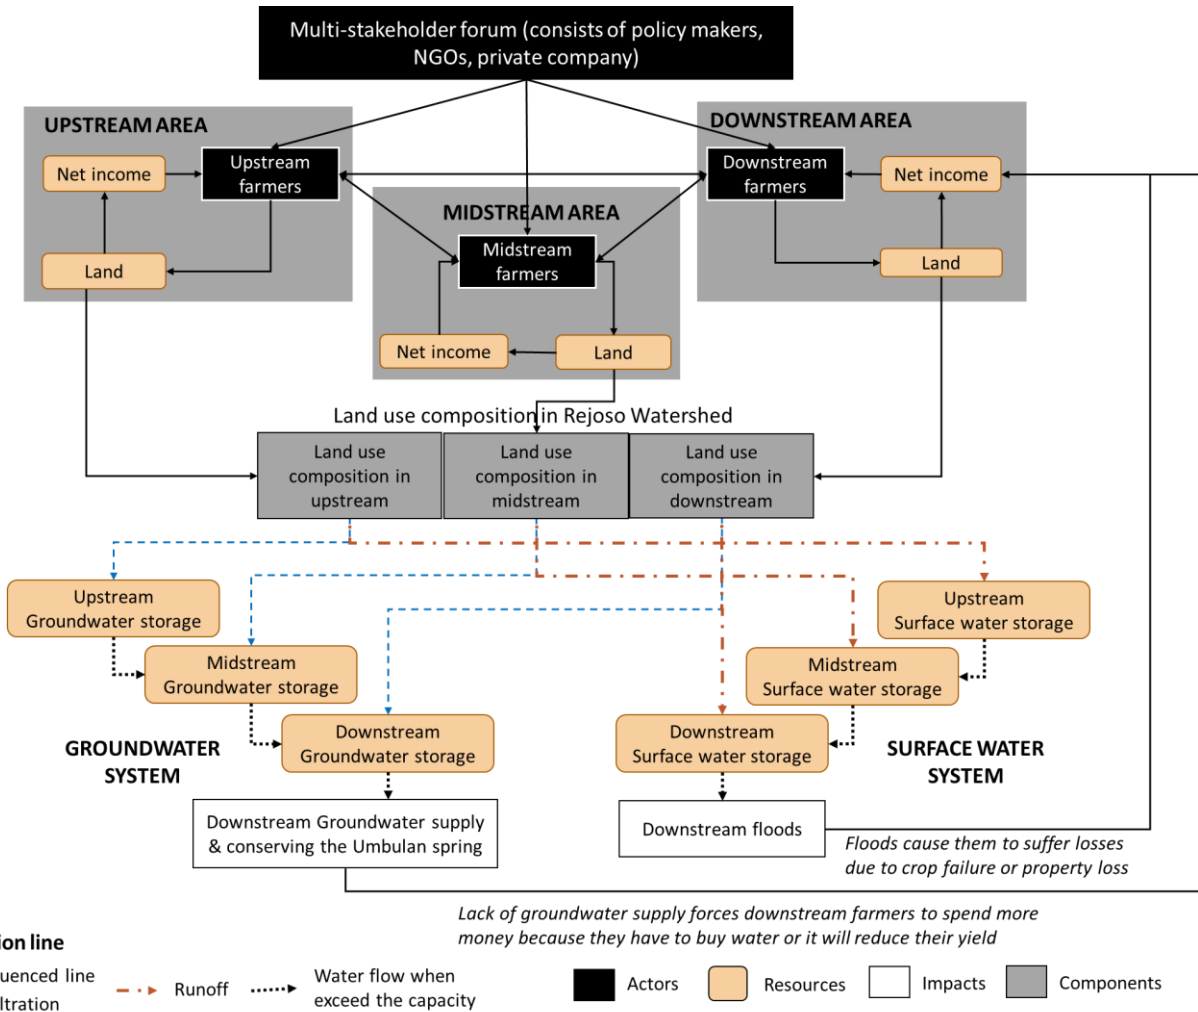 Multi-stakeholder forum (consists of policy makers,
NGOs, private company)
UPSTREAM AREA
Net income
Upstream
farmers
Land
MIDSTREAM AREA
Midstream
farmers
Net income
Land
DOWNSTREAM AREA
Downstream
farmers
Net income
Land
Land use composition in Rejoso Watershed
Land use
composition in
upstream
Land use
composition in
midstream
Land use
composition in
downstream
Upstream
Groundwater storage
Midstream
Groundwater storage
Downstream
Groundwater storage
GROUNDWATER
SYSTEM
Upstream
Surface water storage
Midstream
Surface water storage
Downstream
Surface water storage
SURFACE WATER
SYSTEM
Downstream Groundwater supply
& conserving the Umbulan spring
Downstream floods
Floods cause them to suffer losses
due to crop failure or property loss
Lack of groundwater supply forces downstream farmers to spend more
money because they have to buy water or it will reduce their yield
ion line
uenced line
ltration
Runoff
Water flow when
exceed the capacity
Actors
Resources
Impacts
Components